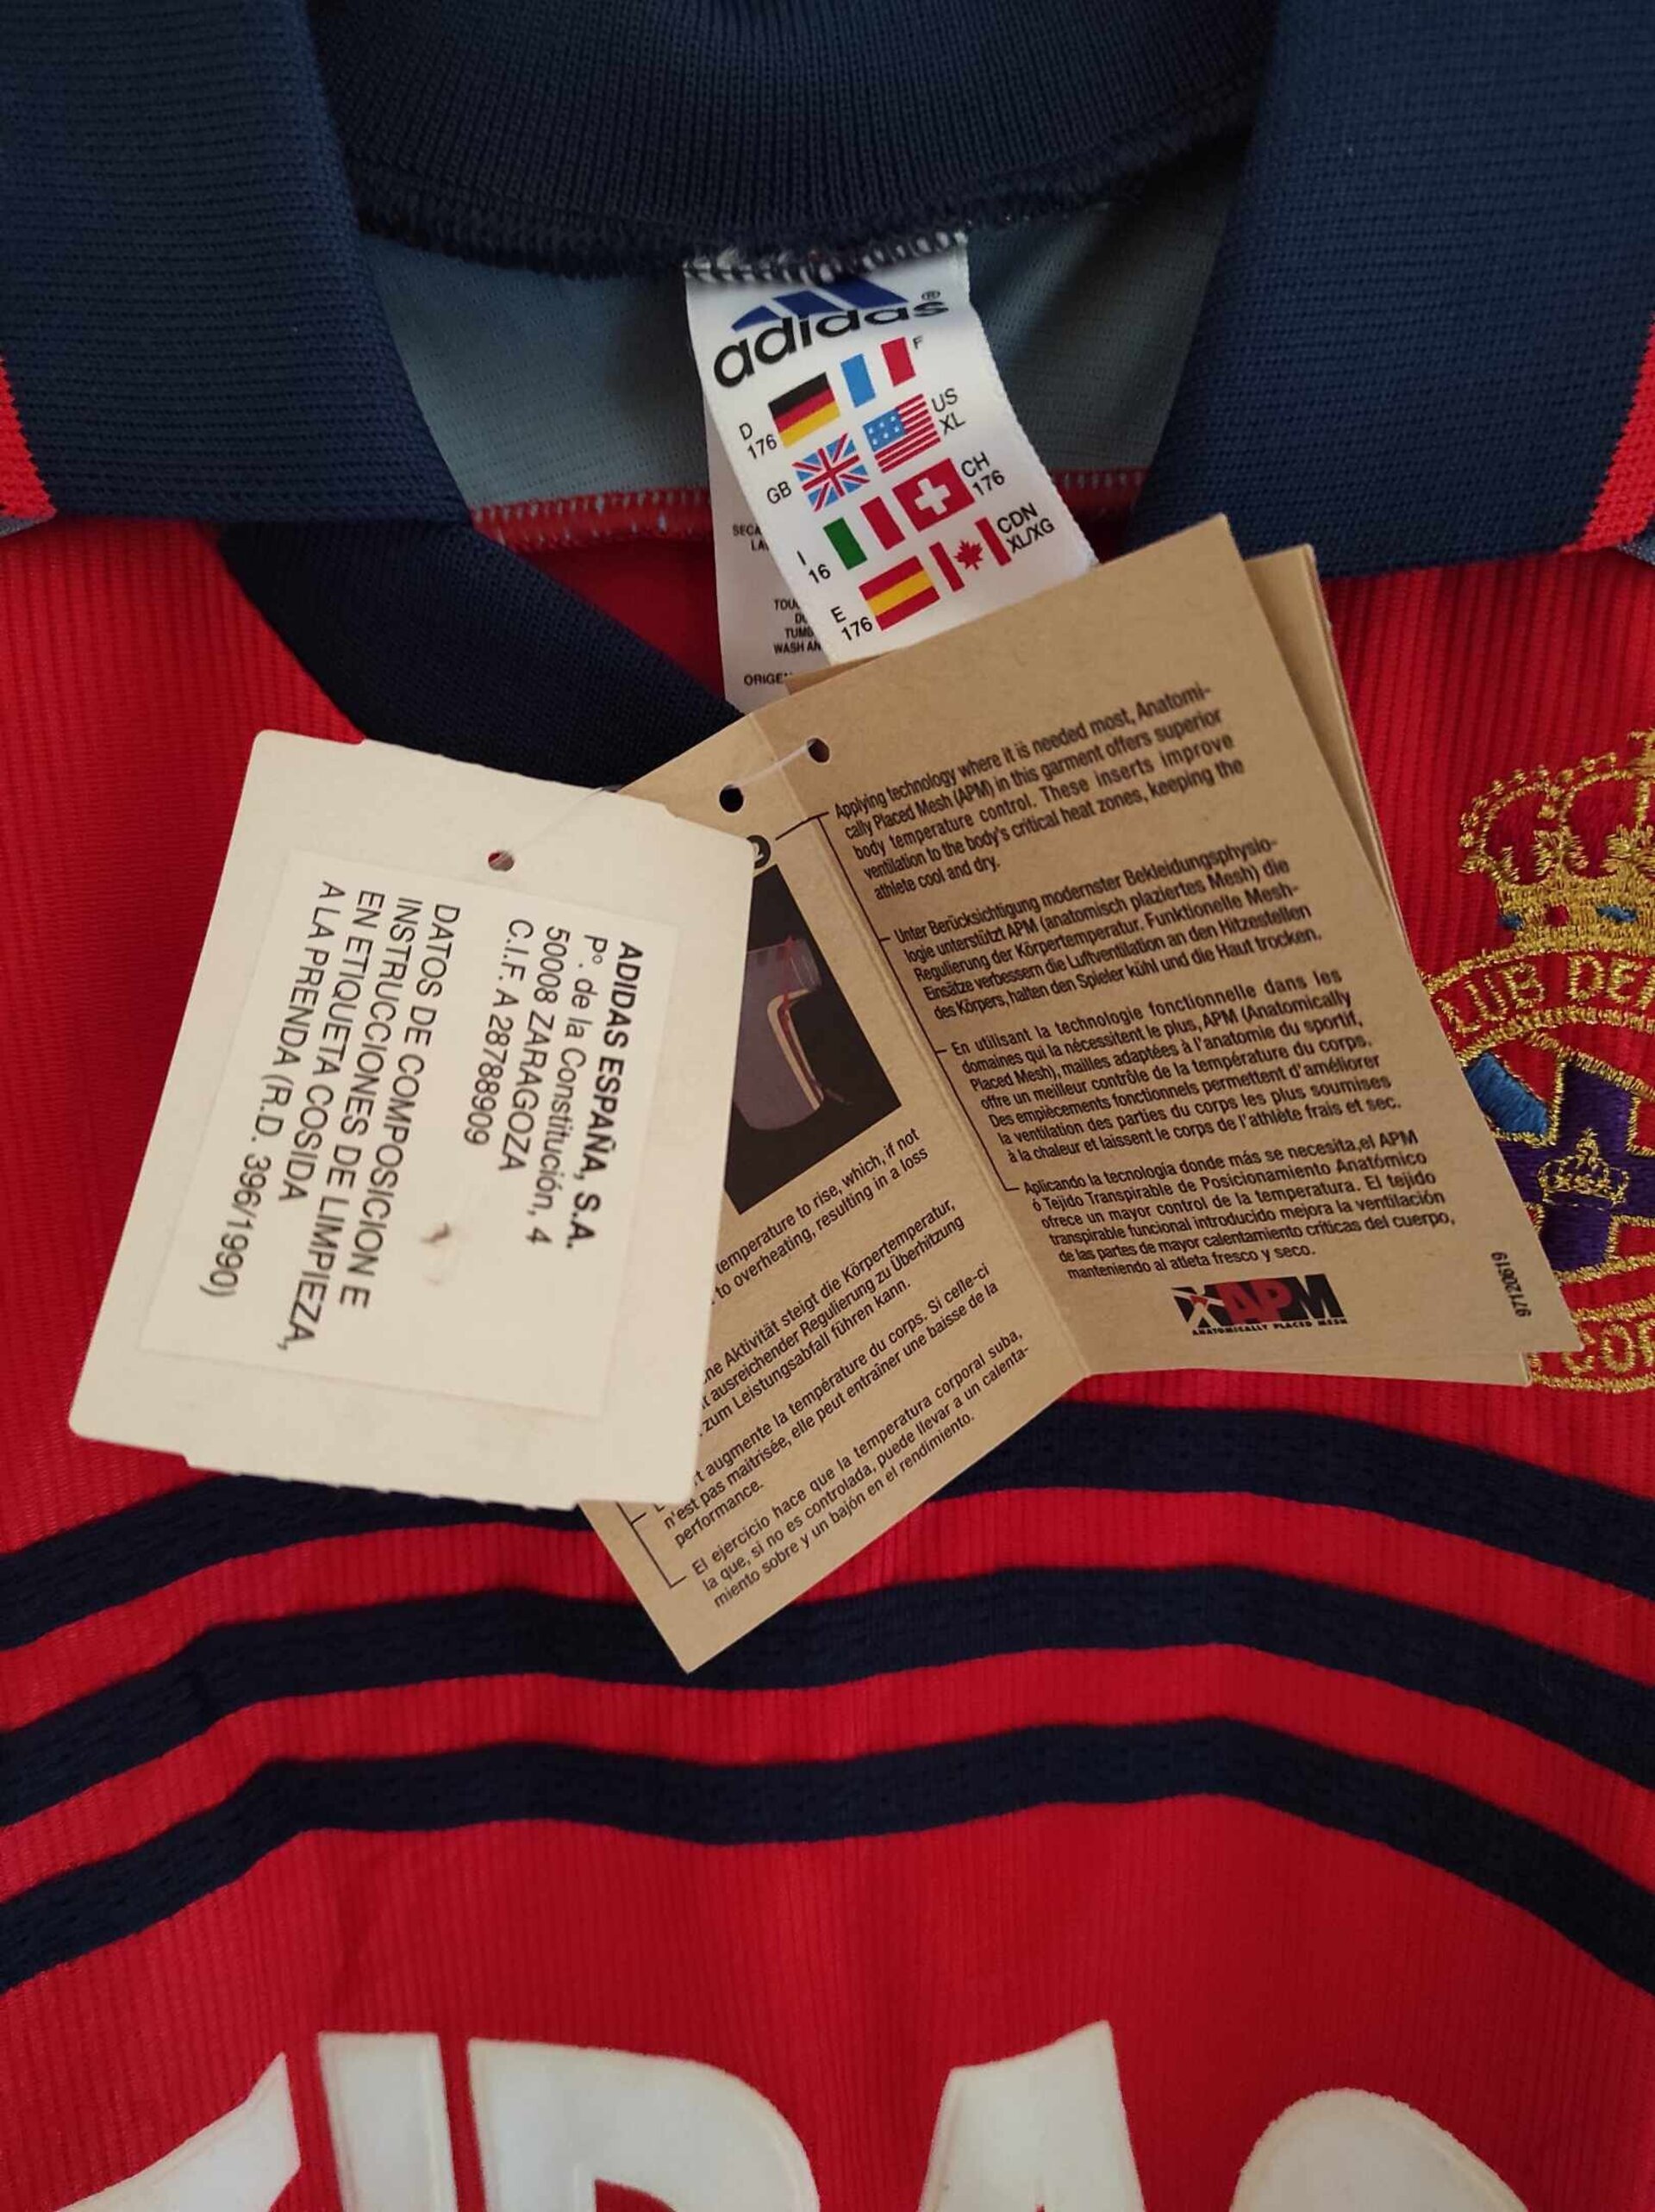 adidas®
F
D
176
US
XL
GB
CH
176
I
16
CDN
XL/XG
E
176
TUMB
WASH AN
Applying technology where it is needed most, Anatomi-
cally Placed Mesh (APM) in this garment offers superior
body temperature control. These inserts improve
ventilation to the body's critical heat zones, keeping the
athlete cool and dry.
Unter Berücksichtigung modernster Bekleidungsphysio-
logie unterstützt APM (anatomisch plaziertes Mesh) die
Regulierung der Körpertemperatur. Funktionelle Mesh-
Einsätze verbessern die Luftventilation an den Hitzestellen
des Körpers, halten den Spieler kühl und die Haut trocken.
En utilisant la technologie fonctionnelle dans les
domaines qui la nécessitent le plus, APM (Anatomically
Placed Mesh), mailles adaptées à l'anatomie du sportif,
offre un meilleur contrôle de la température du corps.
Des empiècements fonctionnels permettent d'améliorer
la ventilation des parties du corps les plus soumises
à la chaleur et laissent le corps de l'athlète frais et sec.
Aplicando la tecnología donde más se necesita,el APM
ó Tejido Transpirable de Posicionamiento Anatómico
ofrece un mayor control de la temperatura. El tejido
transpirable funcional introducido mejora la ventilación
de las partes de mayor calentamiento críticas del cuerpo,
manteniendo al atleta fresco y seco.
APM
ANATOMICALLY PLACED MESH
97120619
2
temperature to rise, which, if not
to overheating, resulting in a loss
ne Aktivität steigt die Körpertemperatur,
ausreichender Regulierung zu Überhitzung
zum Leistungsabfall führen kann.
t augmente la température du corps. Si celle-ci
n'est pas maitrisée, elle peut entraîner une baisse de la
performance.
El ejercicio hace que la temperatura corporal suba,
la que, si no es controlada, puede llevar a un calenta-
miento sobre y un bajón en el rendimiento.
ADIDAS ESPAÑA, S.A.
Pº. de la Constitución, 4
50008 ZARAGOZA
C.I.F. A 28788909
DATOS DE COMPOSICION E
INSTRUCCIONES DE LIMPIEZA,
EN ETIQUETA COSIDA
A LA PRENDA (R.D. 396/1990)
CLUB DE